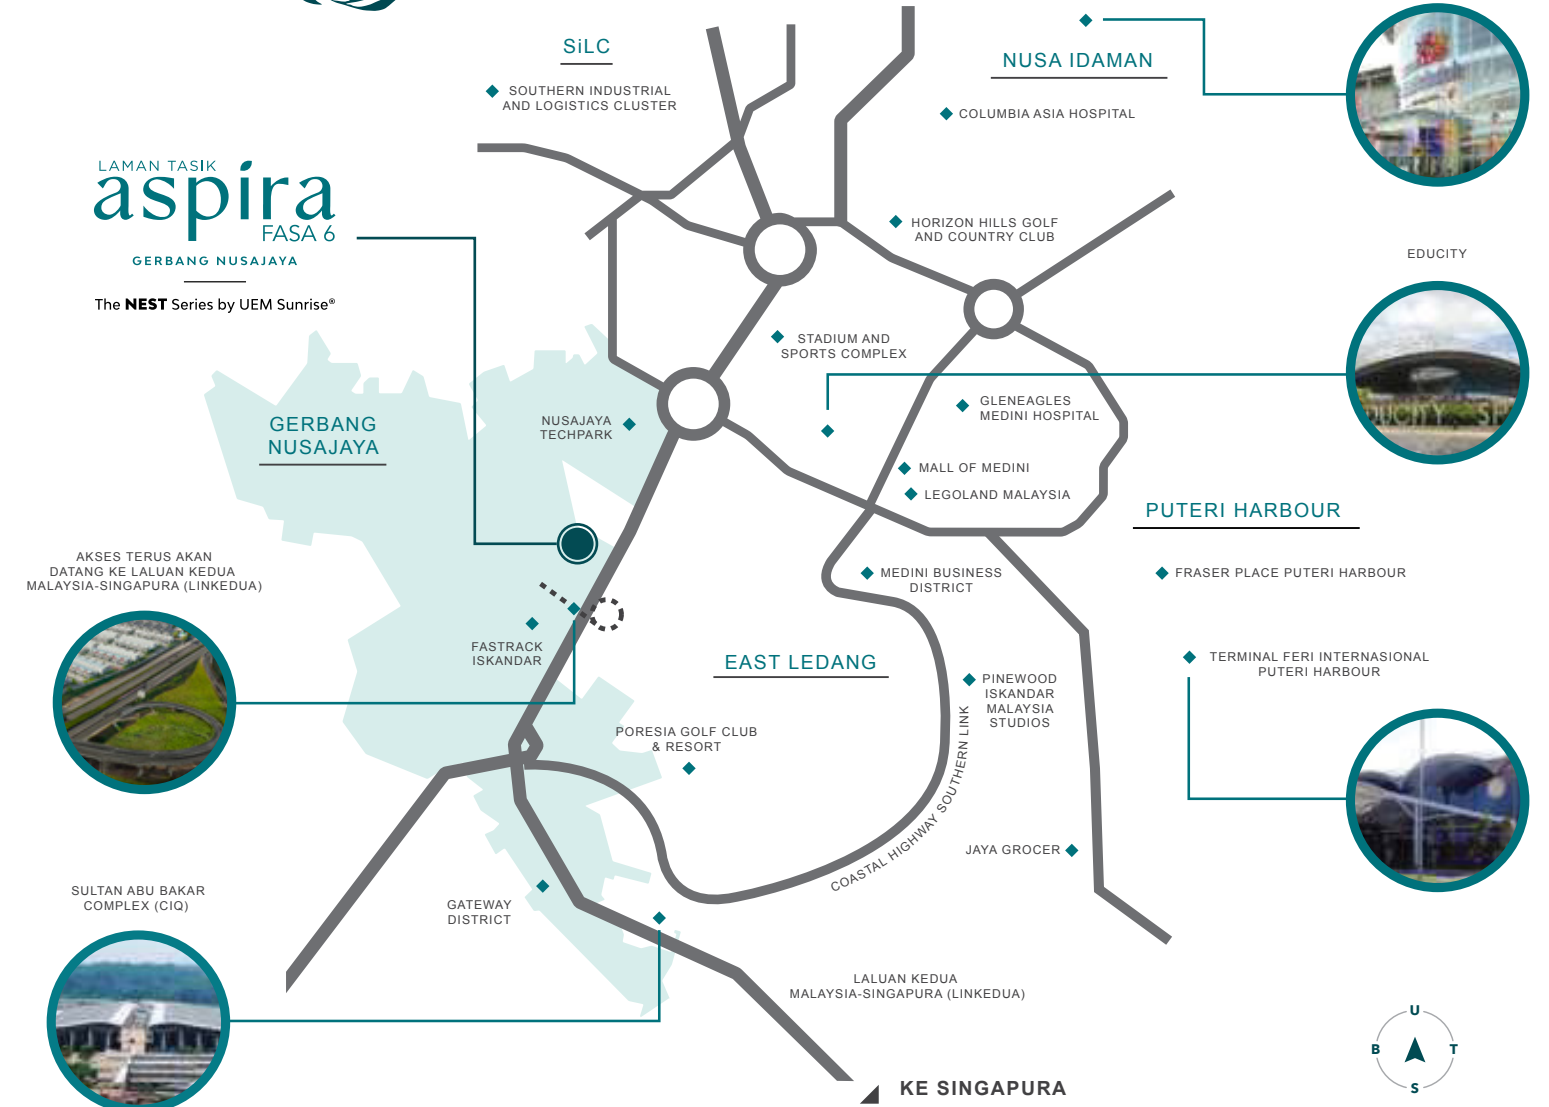 SiLC
SOUTHERN INDUSTRIAL
AND LOGISTICS CLUSTER
NUSA IDAMAN
COLUMBIA ASIA HOSPITAL
LAMAN TASIK
aspira
FASA 6
GERBANG NUSAJAYA
The NEST Series by UEM Sunrise®
HORIZON HILLS GOLF
AND COUNTRY CLUB
EDUCITY
STADIUM AND
SPORTS COMPLEX
GERBANG
NUSAJAYA
NUSAJAYA
TECHPARK
GLENEAGLES
MEDINI HOSPITAL
MALL OF MEDINI
LEGOLAND MALAYSIA
PUTERI HARBOUR
AKSES TERUS AKAN
DATANG KE LALUAN KEDUA
MALAYSIA-SINGAPURA (LINKEDUA)
MEDINI BUSINESS
DISTRICT
FRASER PLACE PUTERI HARBOUR
FASTRACK
ISKANDAR
EAST LEDANG
TERMINAL FERI INTERNASIONAL
PUTERI HARBOUR
PINEWOOD
ISKANDAR
MALAYSIA
STUDIOS
PORESIA GOLF CLUB
& RESORT
COASTAL HIGHWAY SOUTHERN LINK
JAYA GROCER
SULTAN ABU BAKAR
COMPLEX (CIQ)
GATEWAY
DISTRICT
LALUAN KEDUA
MALAYSIA-SINGAPURA (LINKEDUA)
KE SINGAPURA
U
B
T
S